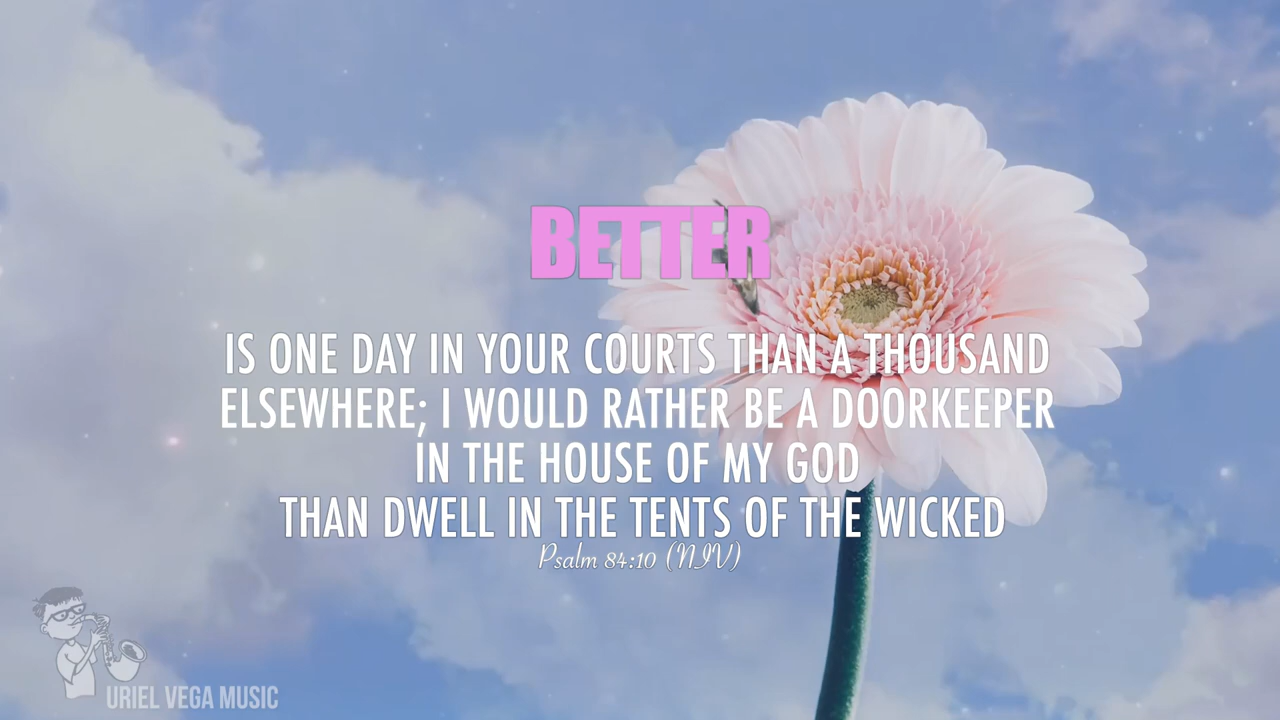 BETTER
IS ONE DAY IN YOUR COURTS THAN A THOUSAND
ELSEWHERE; I WOULD RATHER BE A DOORKEEPER
IN THE HOUSE OF MY GOD
THAN DWELL IN THE TENTS OF THE WICKED
Psalm 84:10 (NIV)
URIEL VEGA MUSIC